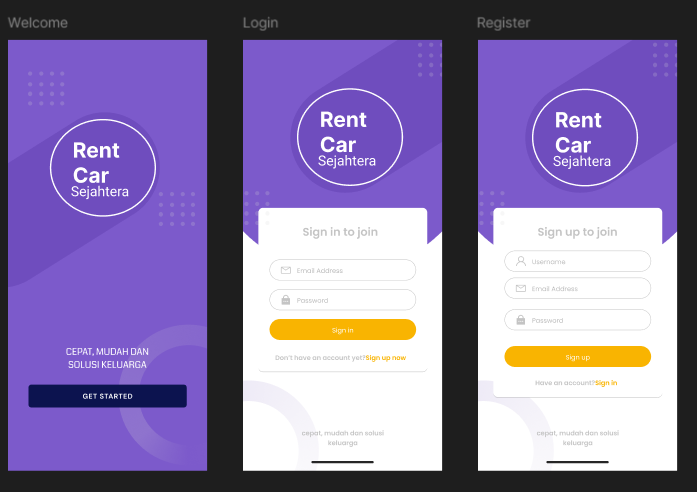 Welcome
Rent
Car
Sejahtera
CEPAT, MUDAH DAN
SOLUSI KELUARGA
GET STARTED
Login
Rent
Car
Sejahtera
Sign in to join
Email Address
Password
Sign in
Don't have an account yet?Sign up now
cepat, mudah dan solusi
keluarga
Register
Rent
Car
Sejahtera
Sign up to join
Username
Email Address
Password
Sign up
Have an account?Sign in
cepat, mudah dan solusi
keluarga